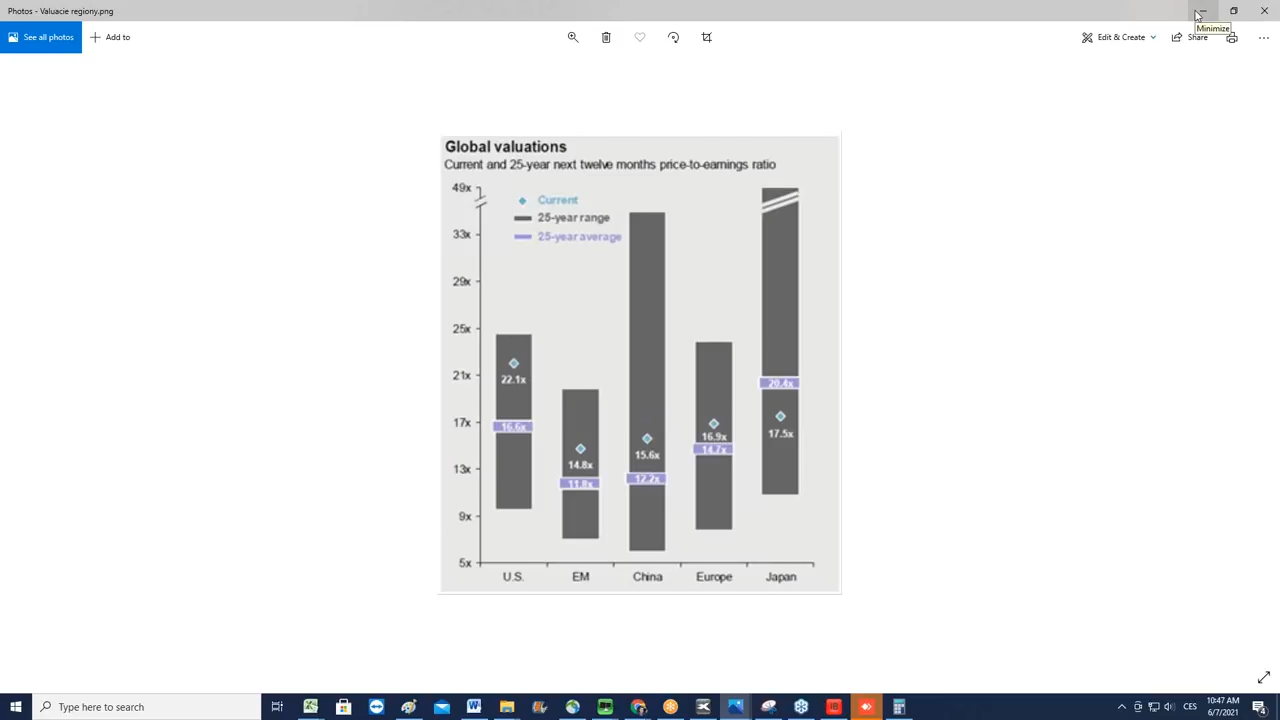 Photos - Valuacie regiony.png
Minimize
See all photos
Add to
Edit & Create
Share
Global valuations
Current and 25-year next twelve months price-to-earnings ratio
49x
Current
25-year range
33x
25-year average
29x
25x
22.1x
21x
20.4x
17x
16.6x
16.9x
17.5x
15.6x
14.8x
14.7x
13x
12.2x
11.8x
9x
5x
U.S. EM China Europe Japan
Type here to search
CES
10:47 AM
6/7/2021